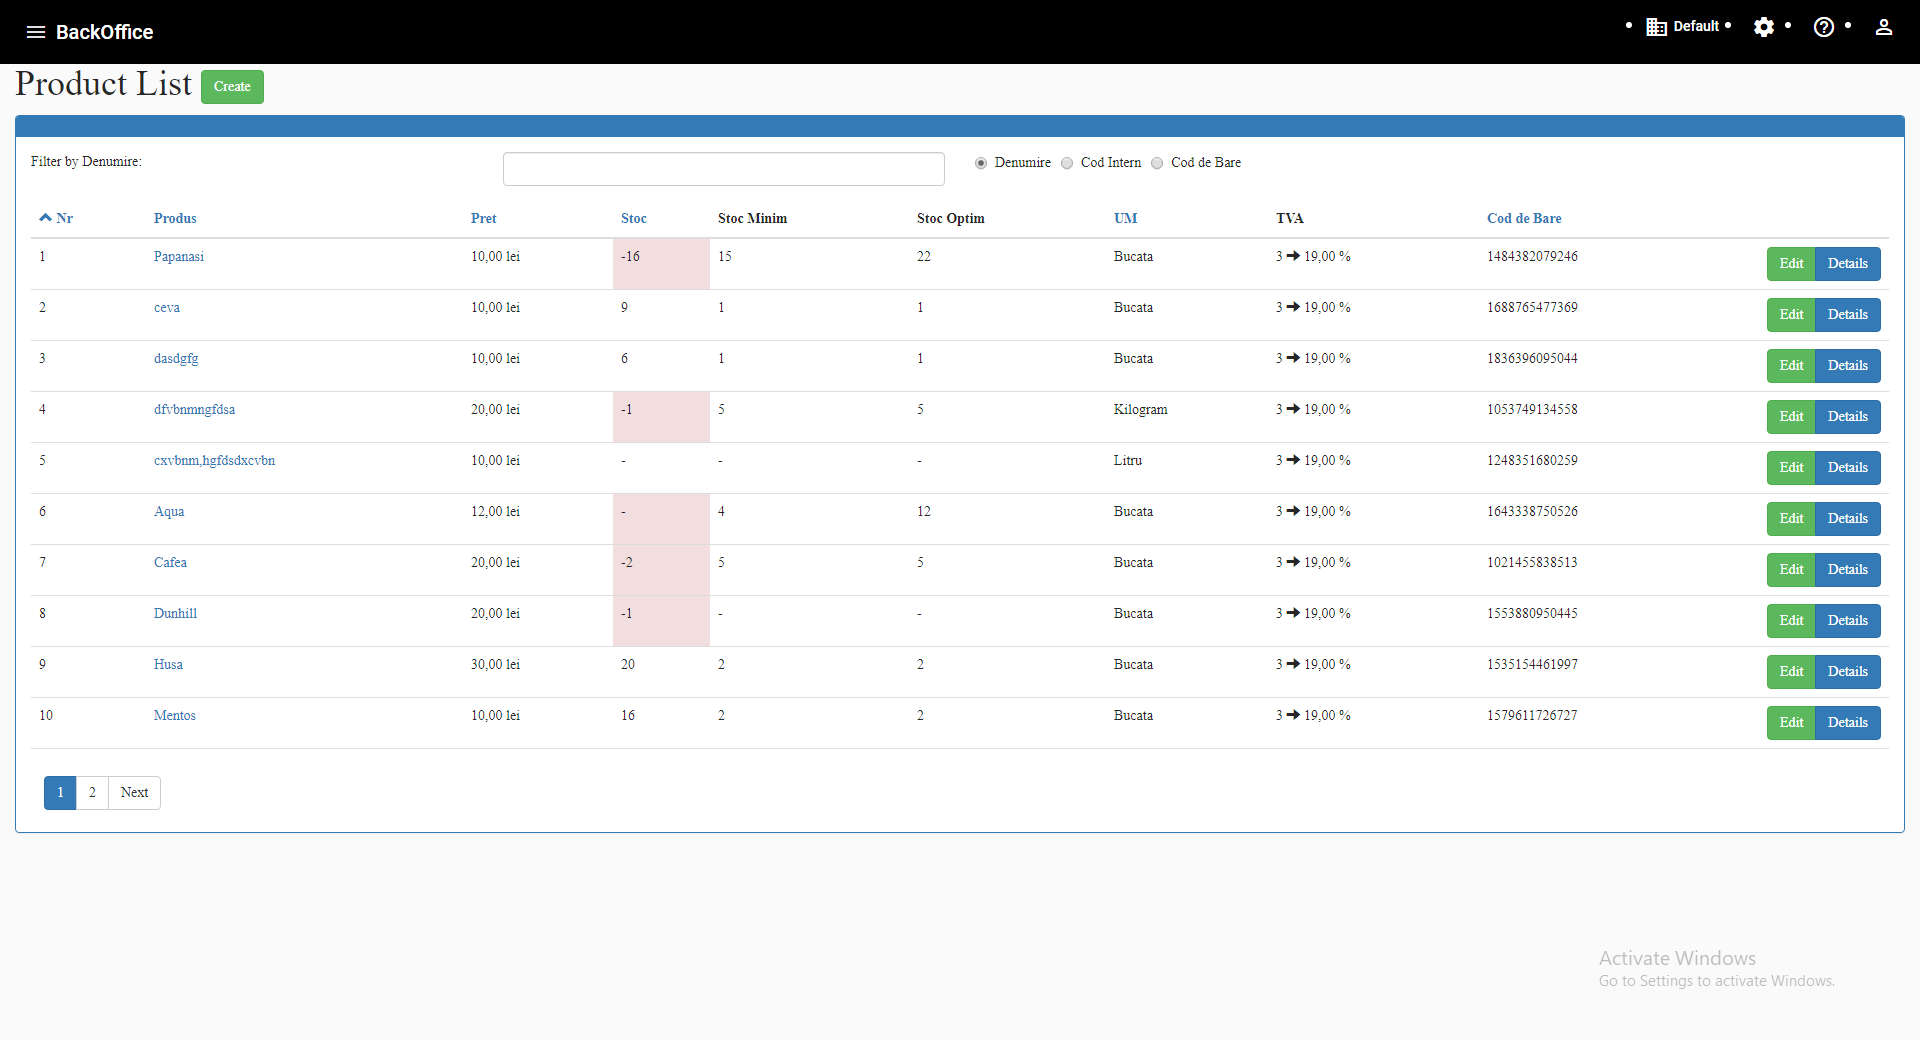 BackOffice
Default
Product List Create
Filter by Denumire: Denumire Cod Intern Cod de Bare
Nr Produs Pret Stoc Stoc Minim Stoc Optim UM TVA Cod de Bare
1 Papanasi 10,00 lei -16 15 22 Bucata 3 → 19,00 % 1484382079246 Edit Details
2 ceva 10,00 lei 9 1 1 Bucata 3 → 19,00 % 1688765477369 Edit Details
3 dasdgfg 10,00 lei 6 1 1 Bucata 3 → 19,00 % 1836396095044 Edit Details
4 dfvbnmngfdsa 20,00 lei -1 5 5 Kilogram 3 → 19,00 % 1053749134558 Edit Details
5 cxvbnm,hgfdsdxcvbn 10,00 lei - - - Litru 3 → 19,00 % 1248351680259 Edit Details
6 Aqua 12,00 lei - 4 12 Bucata 3 → 19,00 % 1643338750526 Edit Details
7 Cafea 20,00 lei -2 5 5 Bucata 3 → 19,00 % 1021455838513 Edit Details
8 Dunhill 20,00 lei -1 - - Bucata 3 → 19,00 % 1553880950445 Edit Details
9 Husa 30,00 lei 20 2 2 Bucata 3 → 19,00 % 1535154461997 Edit Details
10 Mentos 10,00 lei 16 2 2 Bucata 3 → 19,00 % 1579611726727 Edit Details
1 2 Next
Activate Windows
Go to Settings to activate Windows.